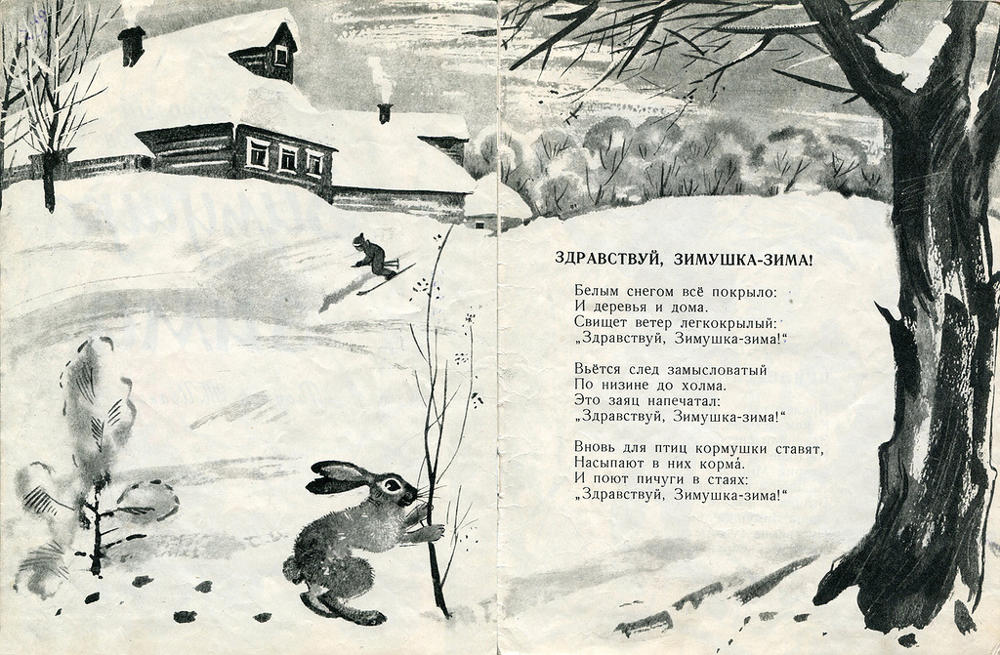 ЗДРАВСТВУЙ, ЗИМУШКА-ЗИМА!
Белым снегом всё покрыло:
И деревья и дома.
Свищет ветер легкокрылый:
„Здравствуй, Зимушка-зима!“
Вьётся след замысловатый
По низине до холма.
Это заяц напечатал:
„Здравствуй, Зимушка-зима!“
Вновь для птиц кормушки ставят,
Насыпают в них корма́.
И поют пичуги в стаях:
„Здравствуй, Зимушка-зима!“